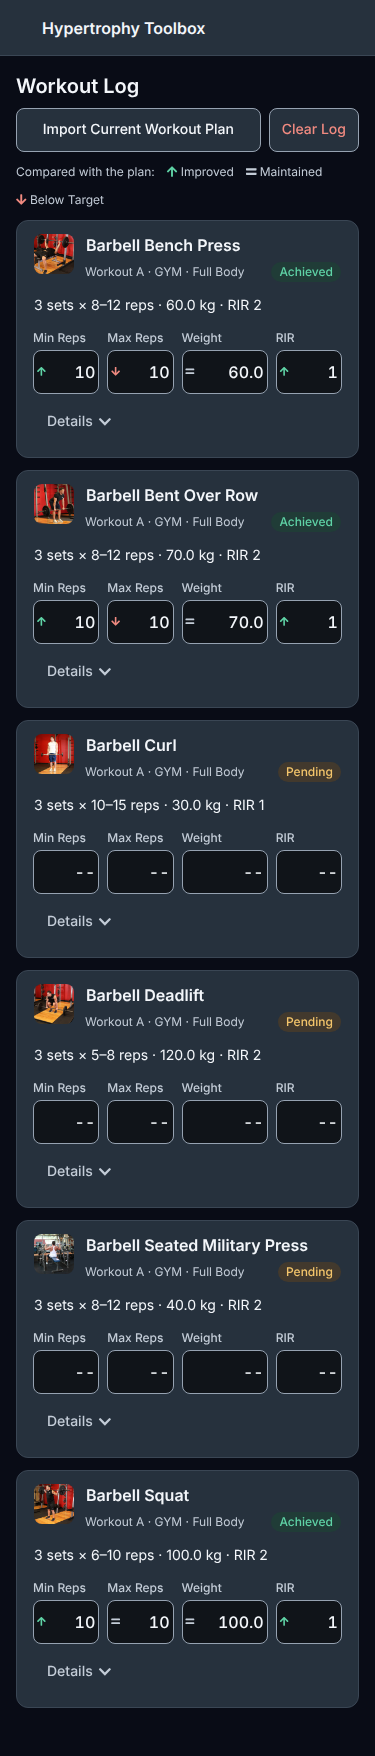 Hypertrophy Toolbox
Workout Log
Import Current Workout Plan
Clear Log
Compared with the plan: ↑ Improved = Maintained
↓ Below Target
Barbell Bench Press
Workout A · GYM · Full Body Achieved
3 sets × 8–12 reps · 60.0 kg · RIR 2
Min Reps Max Reps Weight RIR
↑ 10 ↓ 10 = 60.0 ↑ 1
Details
Barbell Bent Over Row
Workout A · GYM · Full Body Achieved
3 sets × 8–12 reps · 70.0 kg · RIR 2
Min Reps Max Reps Weight RIR
↑ 10 ↓ 10 = 70.0 ↑ 1
Details
Barbell Curl
Workout A · GYM · Full Body Pending
3 sets × 10–15 reps · 30.0 kg · RIR 1
Min Reps Max Reps Weight RIR
-- -- -- --
Details
Barbell Deadlift
Workout A · GYM · Full Body Pending
3 sets × 5–8 reps · 120.0 kg · RIR 2
Min Reps Max Reps Weight RIR
-- -- -- --
Details
Barbell Seated Military Press
Workout A · GYM · Full Body Pending
3 sets × 8–12 reps · 40.0 kg · RIR 2
Min Reps Max Reps Weight RIR
-- -- -- --
Details
Barbell Squat
Workout A · GYM · Full Body Achieved
3 sets × 6–10 reps · 100.0 kg · RIR 2
Min Reps Max Reps Weight RIR
↑ 10 = 10 = 100.0 ↑ 1
Details